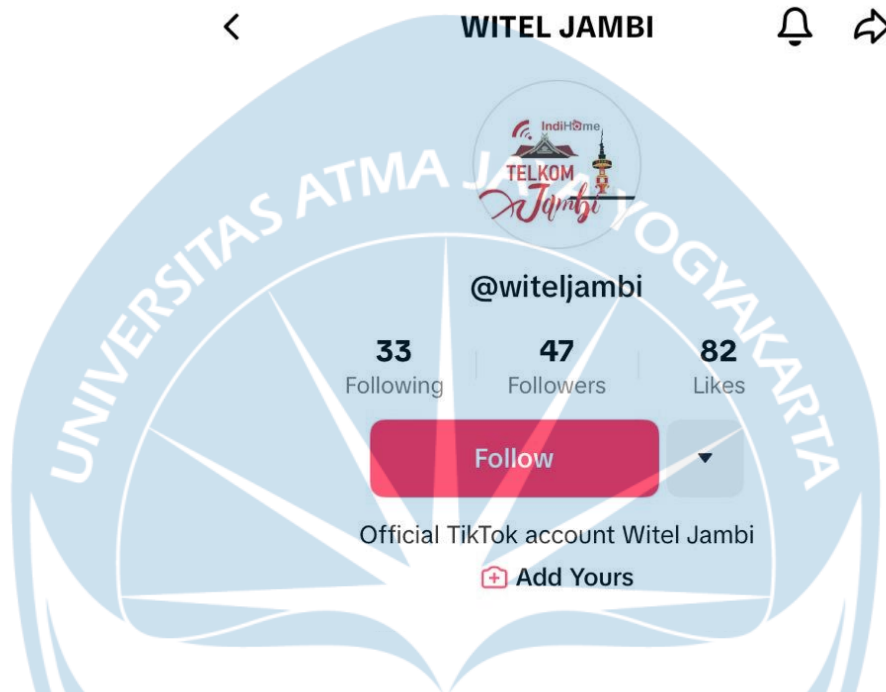 WITEL JAMBI
UNIVERSITAS ATMA JAYA YOGYAKARTA
IndiHome
TELKOM
Jambi
@witeljambi
33 47 82
Following Followers Likes
Follow
Official TikTok account Witel Jambi
Add Yours